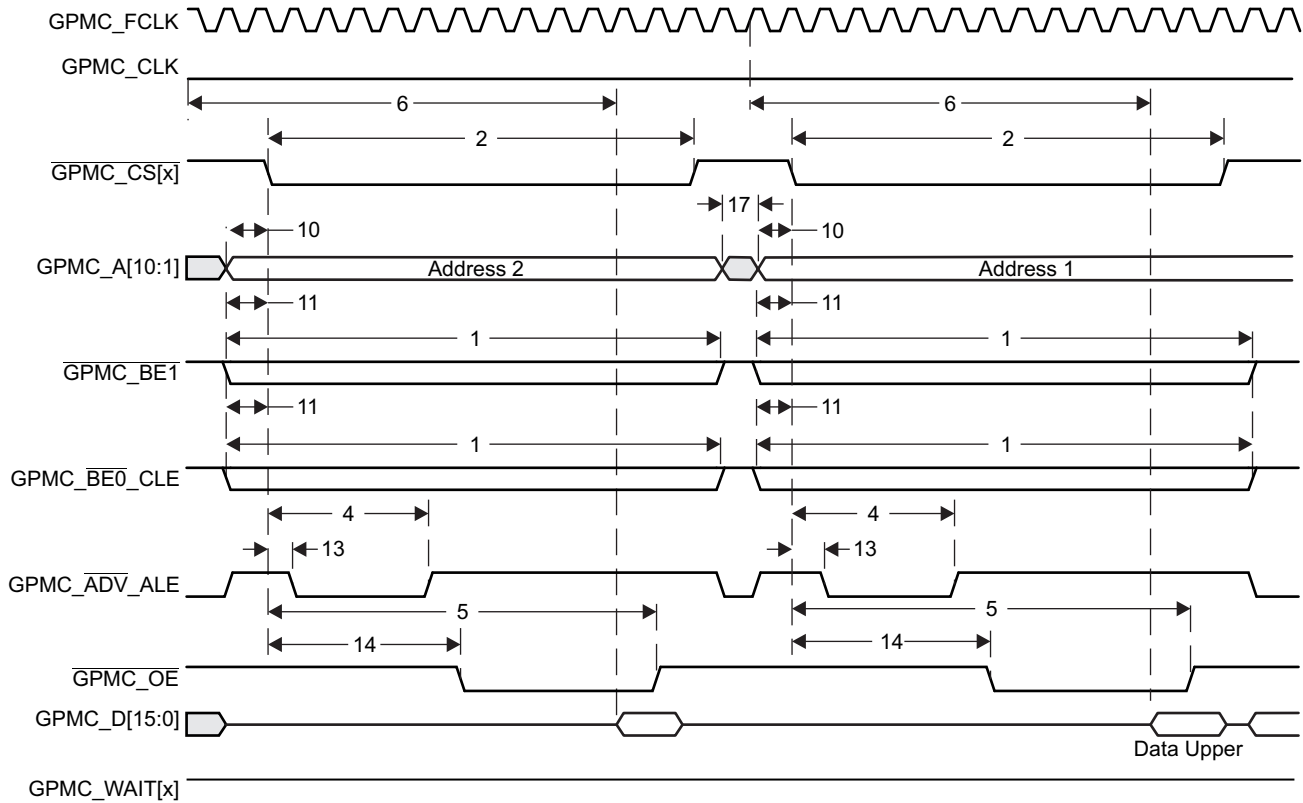 GPMC_FCLK
GPMC_CLK
6 6
2 2
GPMC_CS[x]
17
10 10
GPMC_A[10:1] Address 2 Address 1
11 11
1 1
GPMC_BE1
11 11
1 1
GPMC_BE0_CLE
4 4
13 13
GPMC_ADV_ALE
5 5
14 14
GPMC_OE
GPMC_D[15:0]
Data Upper
GPMC_WAIT[x]